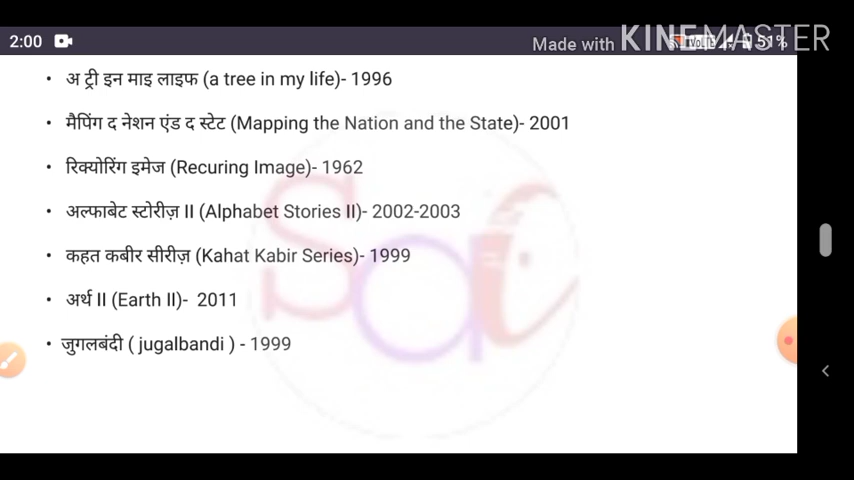 2:00
Made with KINEMASTER
51%
• अ ट्री इन माइ लाइफ (a tree in my life)- 1996
• मैपिंग द नेशन एंड द स्टेट (Mapping the Nation and the State)- 2001
• रिक्योरिंग इमेज (Recuring Image)- 1962
• अल्फाबेट स्टोरीज़ II (Alphabet Stories II)- 2002-2003
• कहत कबीर सीरीज़ (Kahat Kabir Series)- 1999
• अर्थ II (Earth II)- 2011
• जुगलबंदी ( jugalbandi ) - 1999